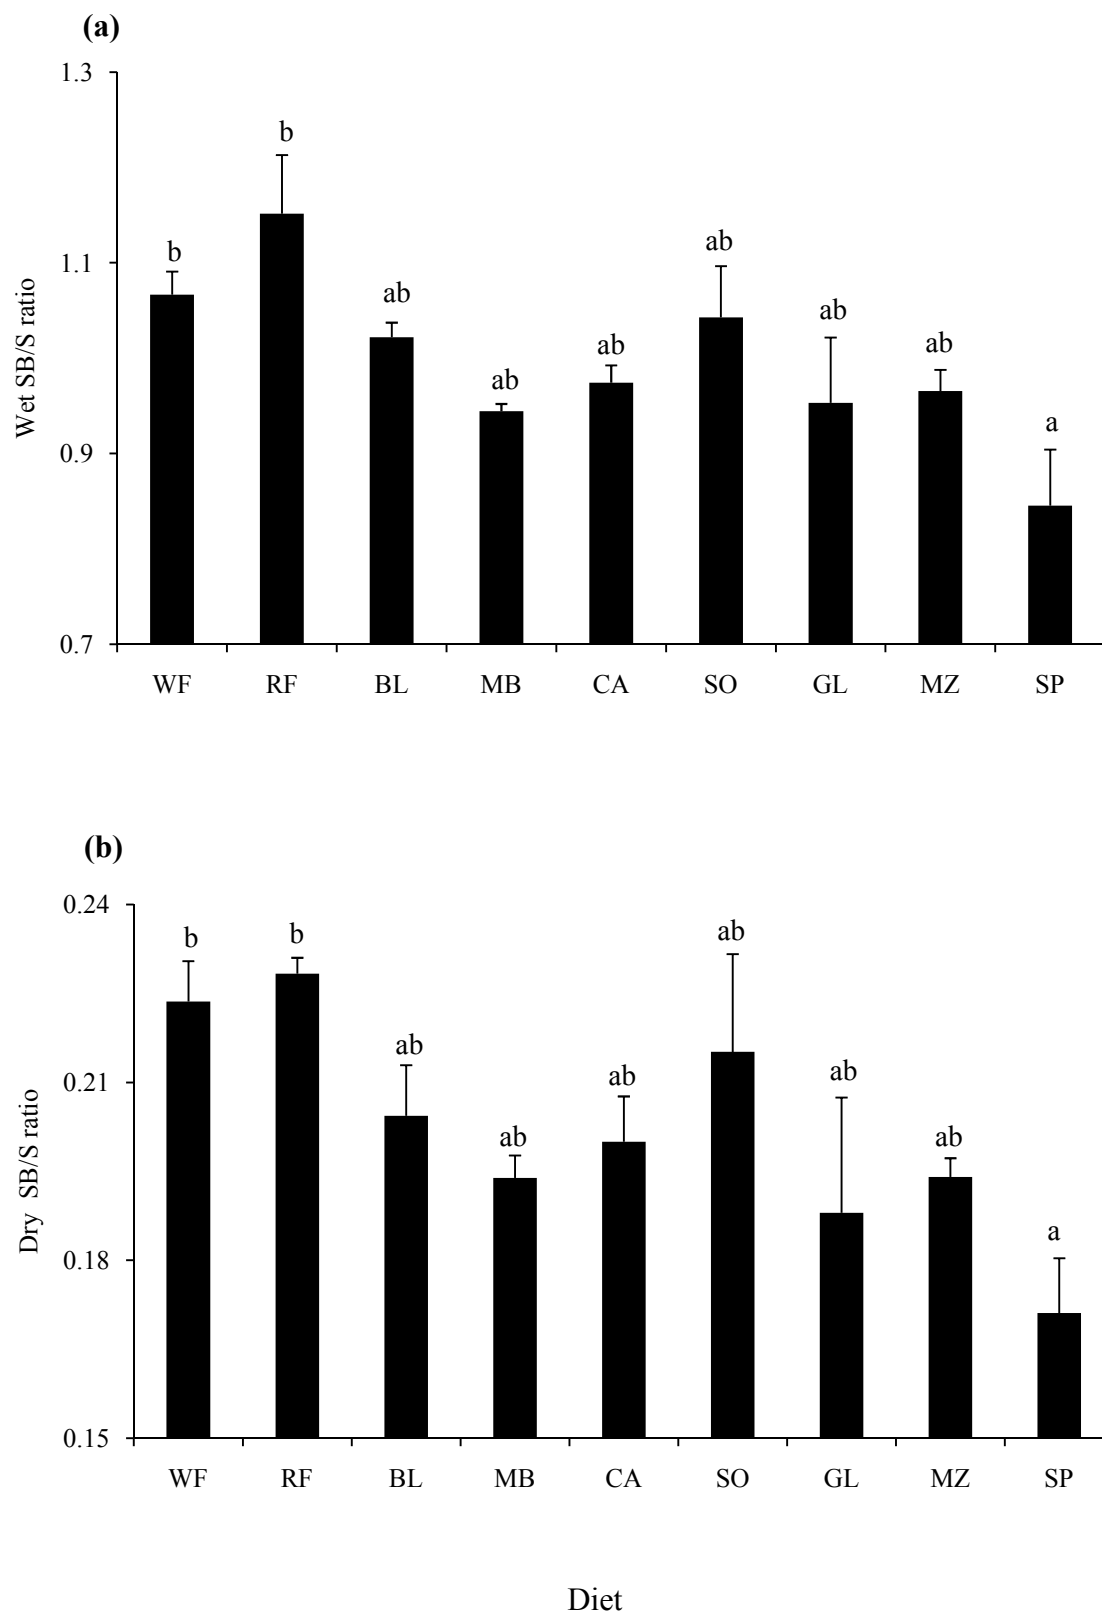 (a)
1.3
1.1
0.9
0.7
Wet SB/S ratio
b
b
ab
ab
ab
ab
ab
ab
a
WF RF BL MB CA SO GL MZ SP
(b)
0.24
0.21
0.18
0.15
Dry SB/S ratio
b
b
ab
ab
ab
ab
ab
ab
a
WF RF BL MB CA SO GL MZ SP
Diet